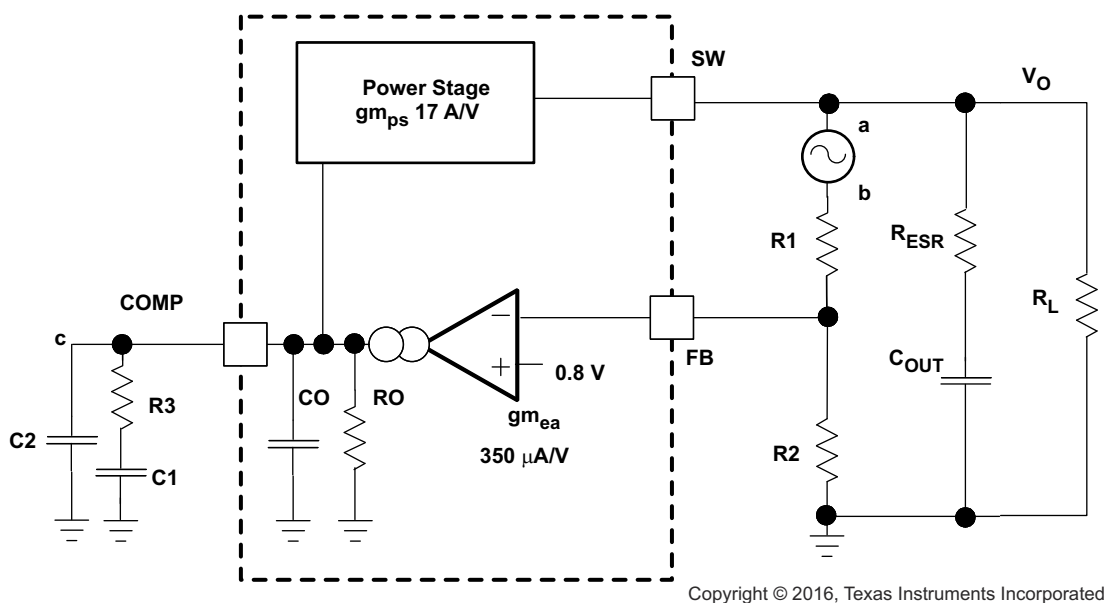 SW
V_O
Power Stage
gm_ps 17 A/V
a
b
R1
R_ESR
R_L
COMP
c
FB
0.8 V
C_OUT
R3
CO
RO
gm_ea
350 μA/V
C2
C1
R2
Copyright © 2016, Texas Instruments Incorporated